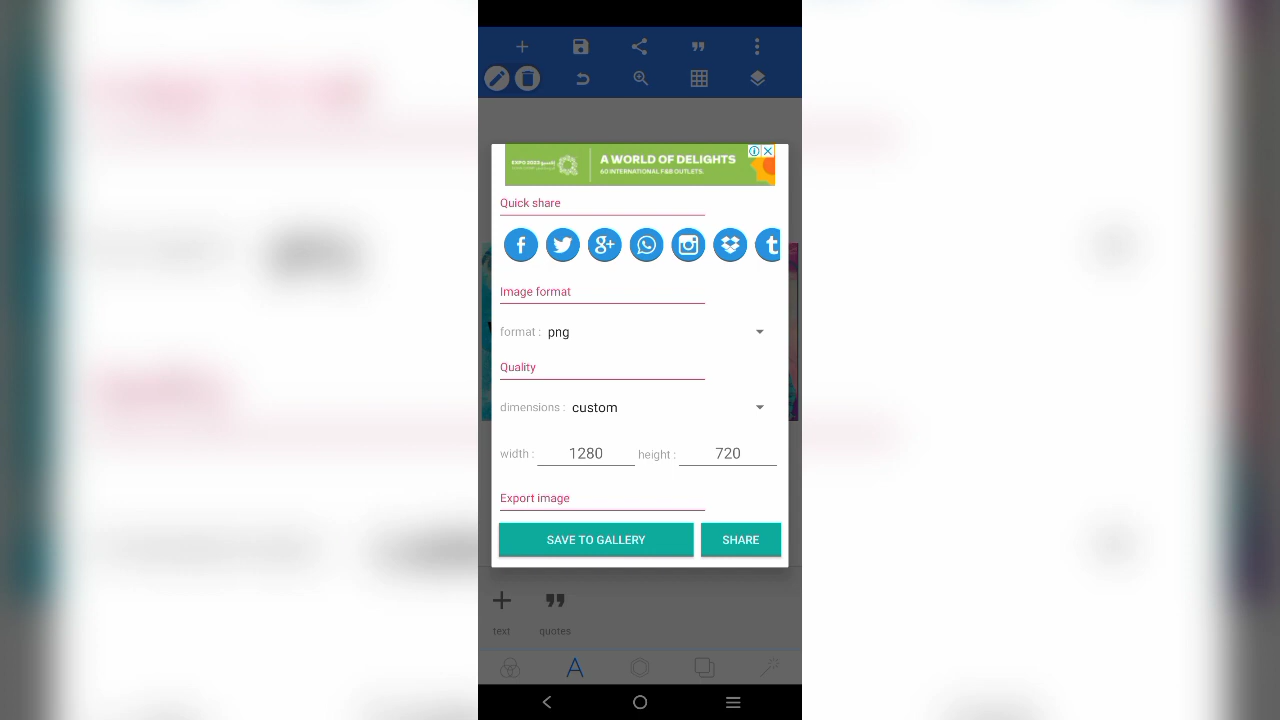 A WORLD OF DELIGHTS
60 INTERNATIONAL F&B OUTLETS.
Quick share
Image format
format : png
Quality
dimensions : custom
width : 1280 height : 720
Export image
SAVE TO GALLERY SHARE
text quotes